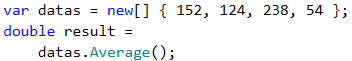 var datas = new[] { 152, 124, 238, 54 };
double result =
    datas.Average();